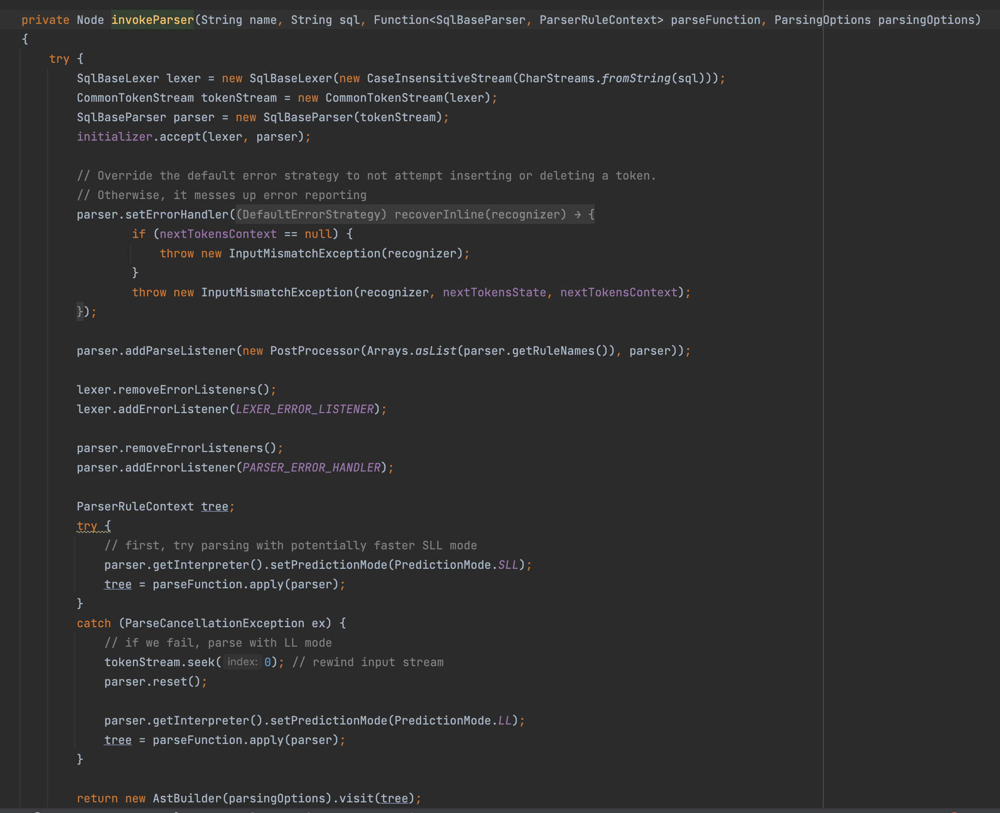 private Node invokeParser(String name, String sql, Function<SqlBaseParser, ParserRuleContext> parseFunction, ParsingOptions parsingOptions)
{
try {
SqlBaseLexer lexer = new SqlBaseLexer(new CaseInsensitiveStream(CharStreams.fromString(sql)));
CommonTokenStream tokenStream = new CommonTokenStream(lexer);
SqlBaseParser parser = new SqlBaseParser(tokenStream);
initializer.accept(lexer, parser);
// Override the default error strategy to not attempt inserting or deleting a token.
// Otherwise, it messes up error reporting
parser.setErrorHandler((DefaultErrorStrategy) recoverInline(recognizer) → {
if (nextTokensContext == null) {
throw new InputMismatchException(recognizer);
}
throw new InputMismatchException(recognizer, nextTokensState, nextTokensContext);
});
parser.addParseListener(new PostProcessor(Arrays.asList(parser.getRuleNames()), parser));
lexer.removeErrorListeners();
lexer.addErrorListener(LEXER_ERROR_LISTENER);
parser.removeErrorListeners();
parser.addErrorListener(PARSER_ERROR_HANDLER);
ParserRuleContext tree;
try {
// first, try parsing with potentially faster SLL mode
parser.getInterpreter().setPredictionMode(PredictionMode.SLL);
tree = parseFunction.apply(parser);
}
catch (ParseCancellationException ex) {
// if we fail, parse with LL mode
tokenStream.seek( index: 0); // rewind input stream
parser.reset();
parser.getInterpreter().setPredictionMode(PredictionMode.LL);
tree = parseFunction.apply(parser);
}
return new AstBuilder(parsingOptions).visit(tree);